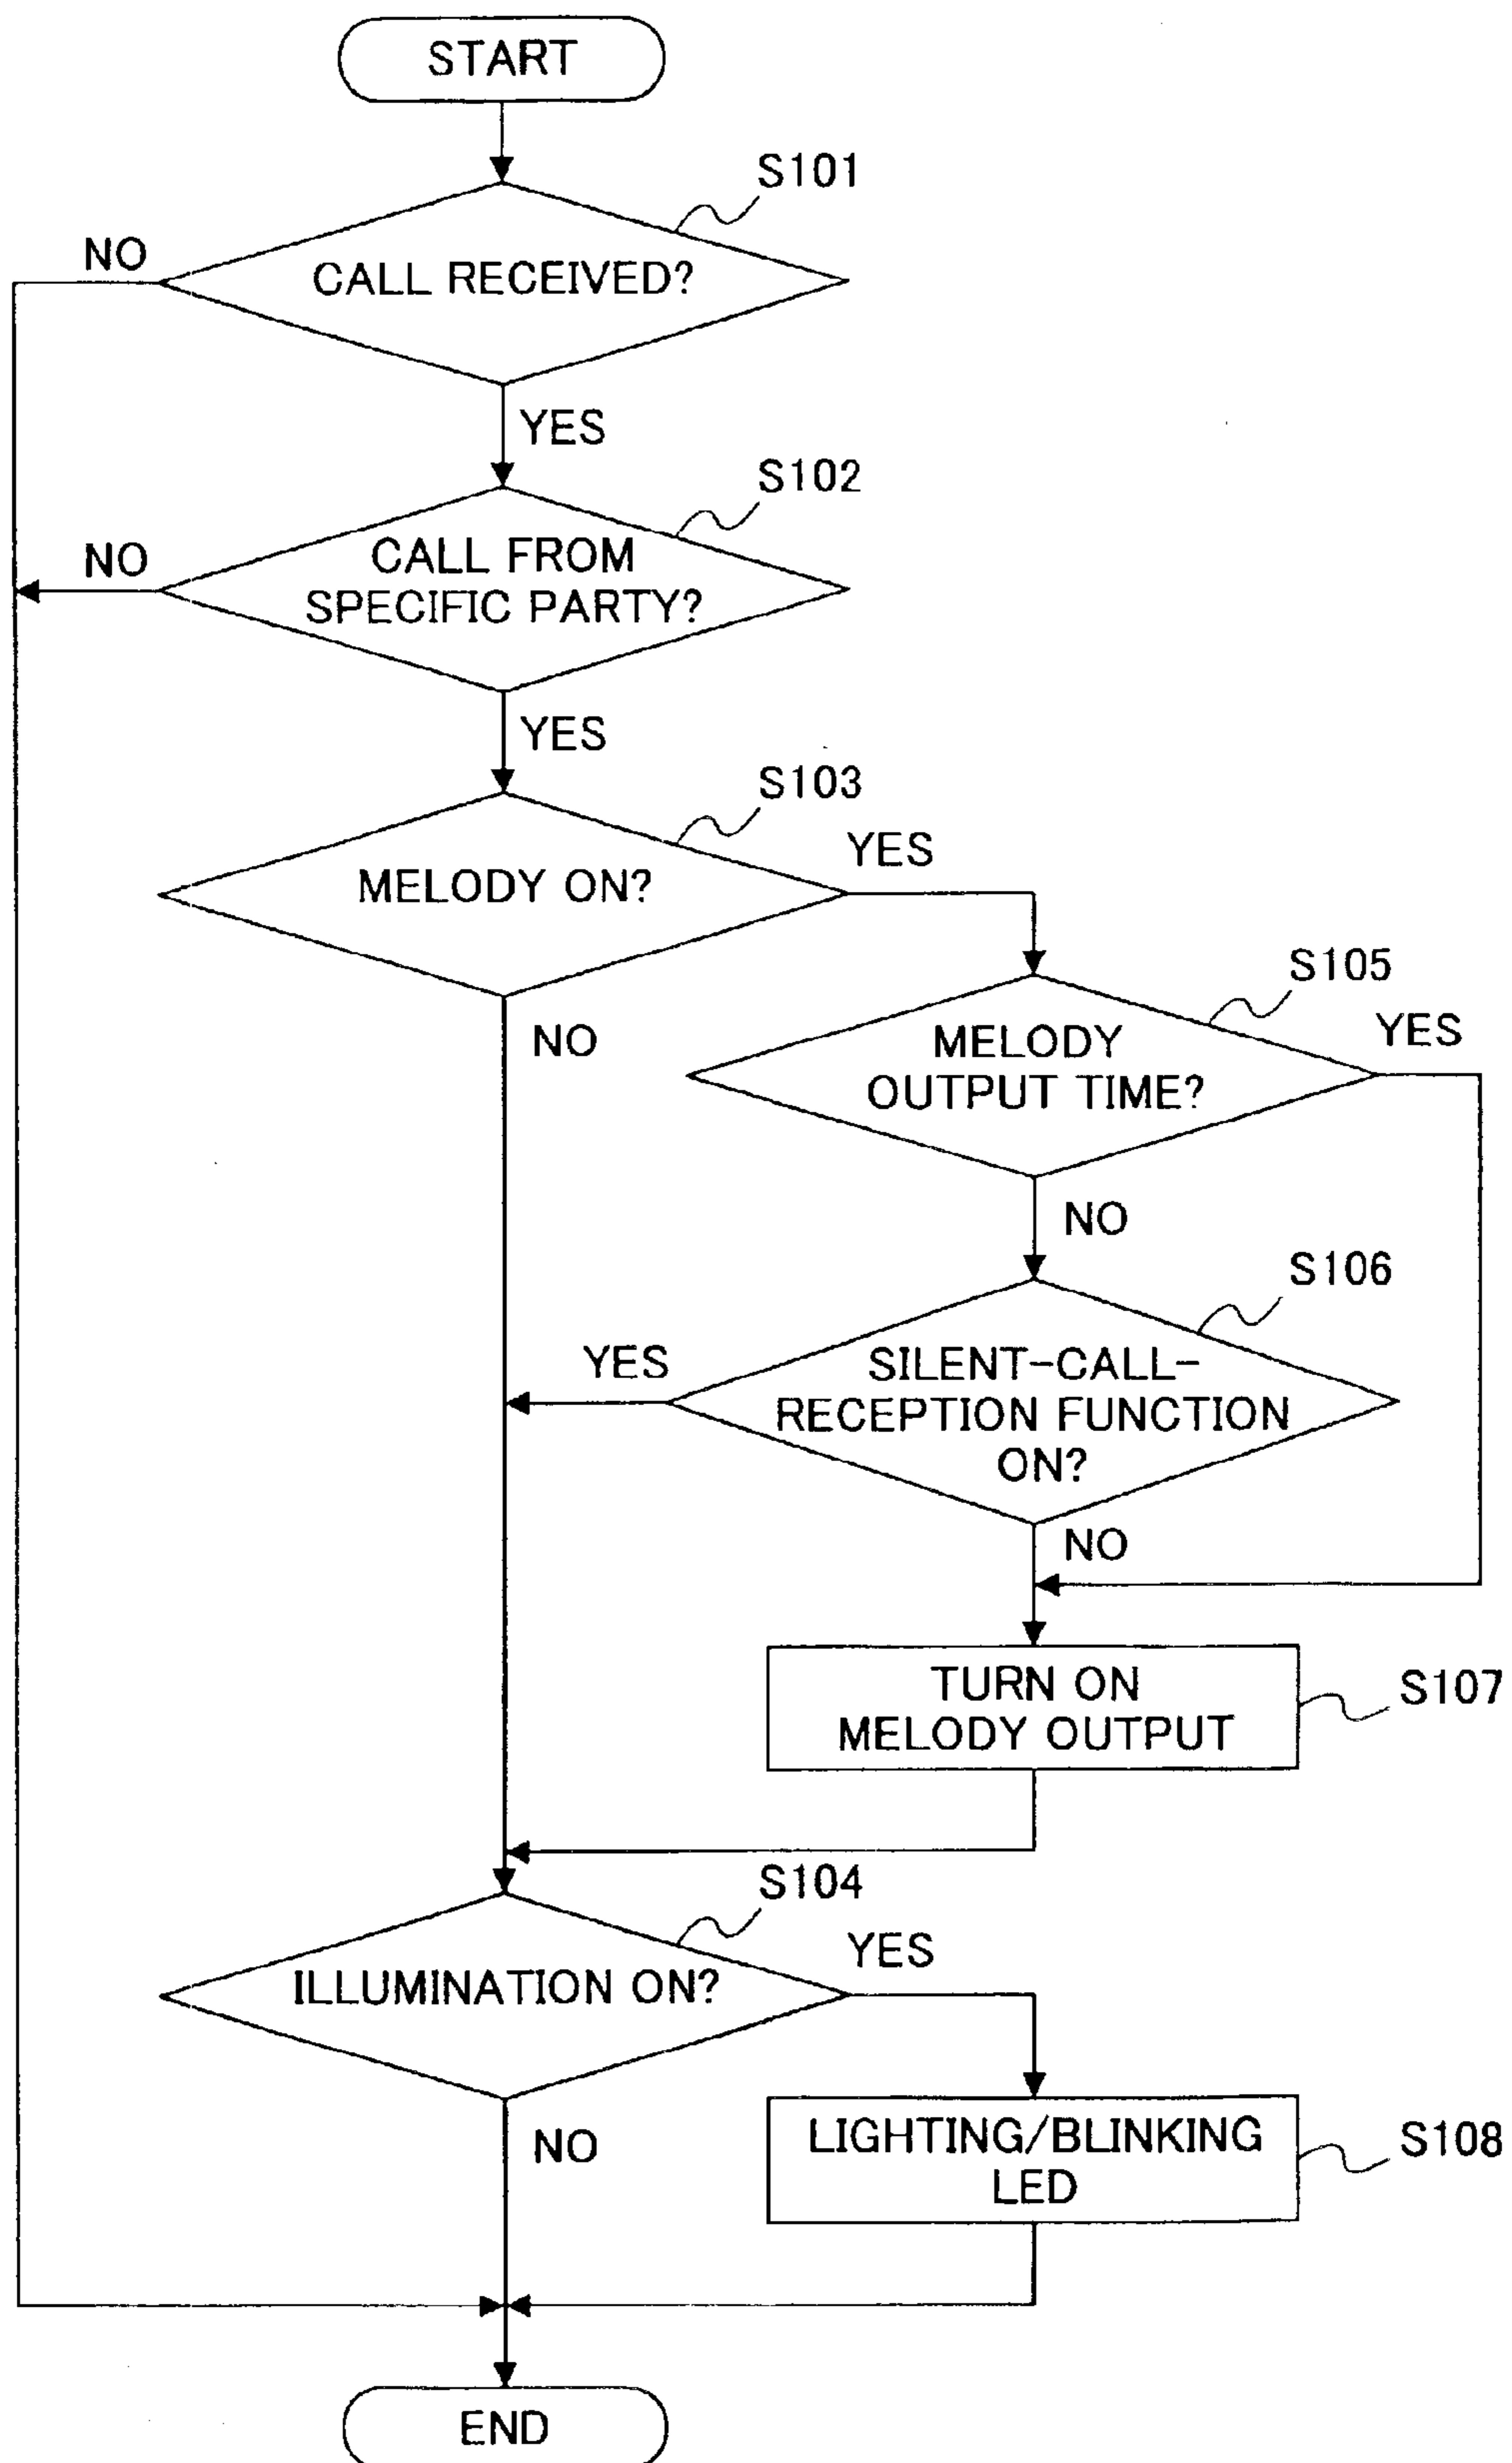 START
S101
NO
CALL RECEIVED?
YES
S102
NO
CALL FROM
SPECIFIC PARTY?
YES
S103
MELODY ON?
YES
NO
S105
MELODY
OUTPUT TIME?
YES
NO
S106
YES
SILENT-CALL-
RECEPTION FUNCTION
ON?
NO
TURN ON
MELODY OUTPUT
S107
S104
ILLUMINATION ON?
YES
NO
LIGHTING/BLINKING
LED
S108
END